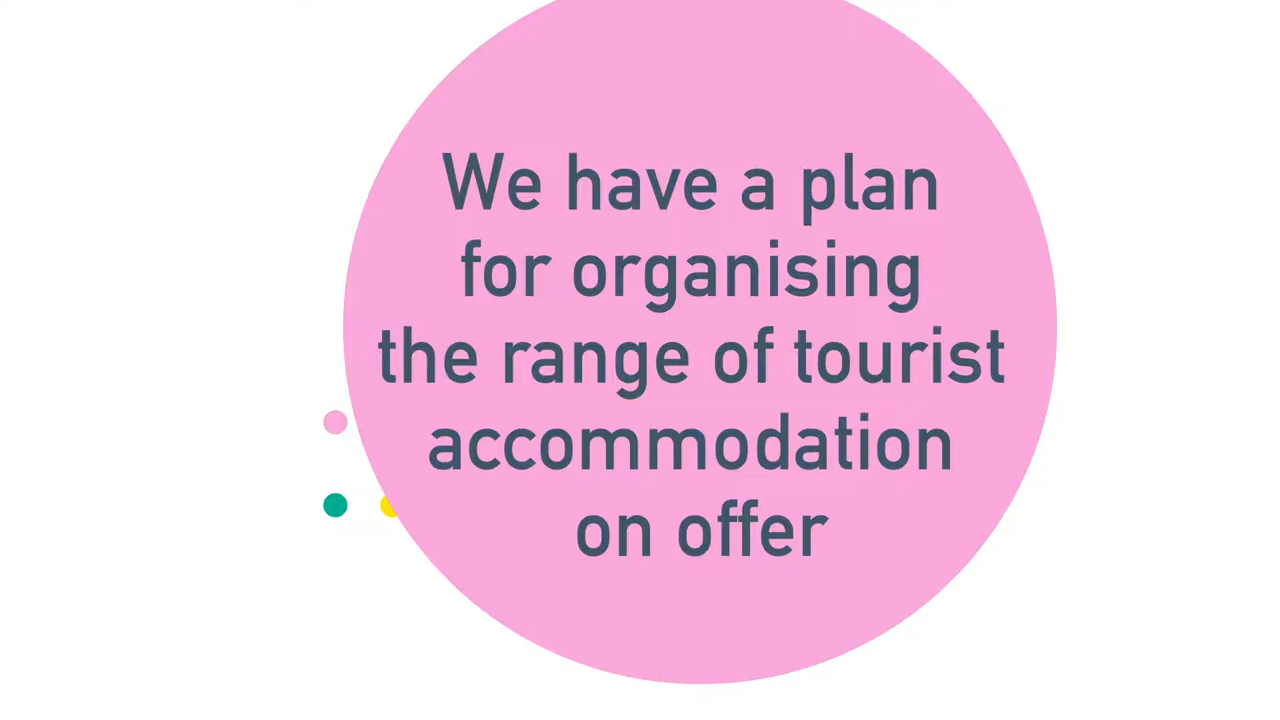 We have a plan
for organising
the range of tourist
accommodation
on offer